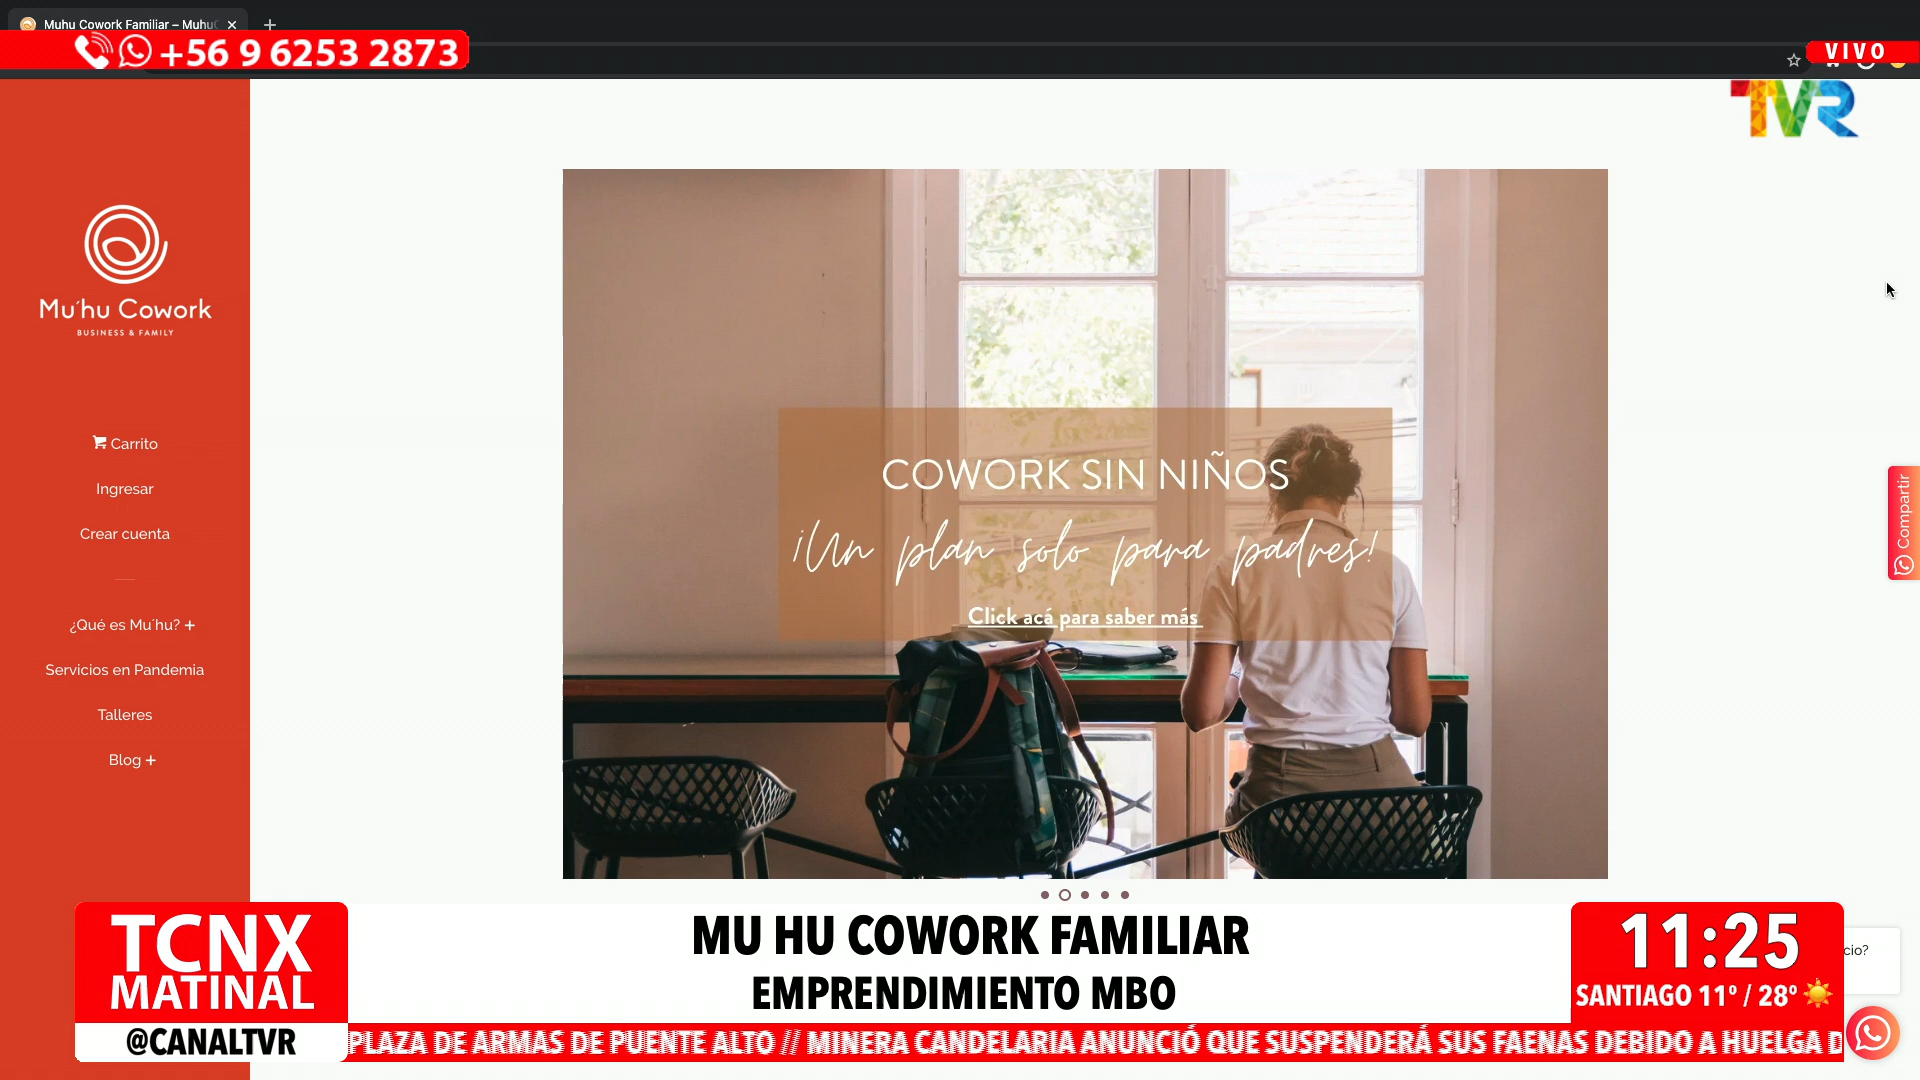 Muhu Cowork Familiar – Muhu
+56 9 6253 2873
VIVO
TVR
Mu´hu Cowork
BUSINESS & FAMILY
Carrito
Ingresar
Crear cuenta
¿Qué es Mu´hu? +
Servicios en Pandemia
Talleres
Blog +
COWORK SIN NIÑOS
¡Un plan solo para padres!
Click acá para saber más
Compartir
TCNX
MATINAL
@CANALTVR
MU HU COWORK FAMILIAR
EMPRENDIMIENTO MBO
11:25
SANTIAGO 11º / 28º
cio?
PLAZA DE ARMAS DE PUENTE ALTO // MINERA CANDELARIA ANUNCIÓ QUE SUSPENDERÁ SUS FAENAS DEBIDO A HUELGA D